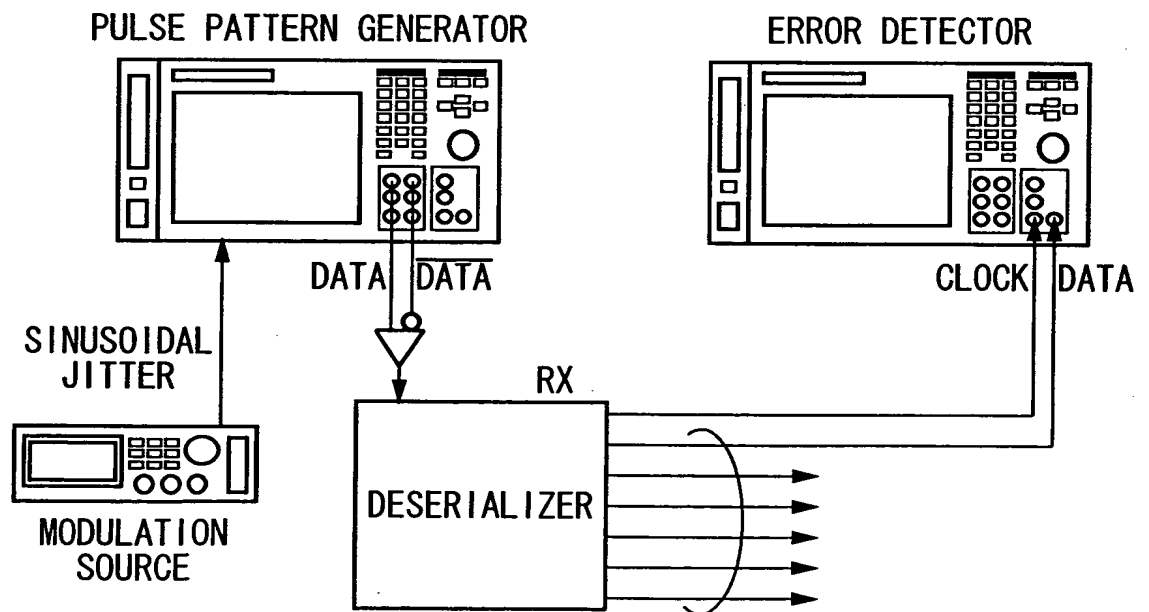 PULSE PATTERN GENERATOR
ERROR DETECTOR
DATA
DATA
CLOCK
DATA
SINUSOIDAL
JITTER
RX
DESERIALIZER
MODULATION
SOURCE